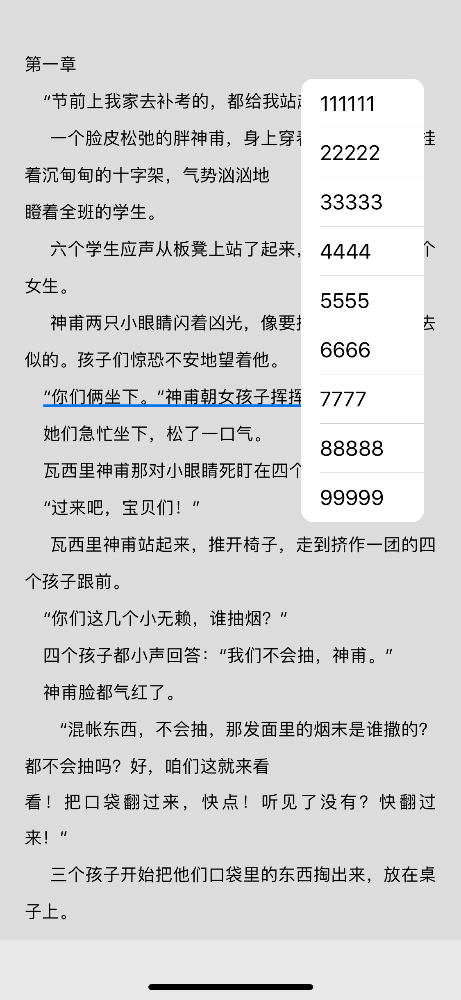 第一章
“节前上我家去补考的，都给我站
111111
一个脸皮松弛的胖神甫，身上穿 挂
22222
着沉甸甸的十字架，气势汹汹地
33333
瞪着全班的学生。
六个学生应声从板凳上站了起来， 个
4444
女生。
5555
神甫两只小眼睛闪着凶光，像要 去
6666
似的。孩子们惊恐不安地望着他。
“你们俩坐下。”神甫朝女孩子挥挥
7777
她们急忙坐下，松了一口气。
88888
瓦西里神甫那对小眼睛死盯在四个
99999
“过来吧，宝贝们！”
瓦西里神甫站起来，推开椅子，走到挤作一团的四
个孩子跟前。
“你们这几个小无赖，谁抽烟？”
四个孩子都小声回答：“我们不会抽，神甫。”
神甫脸都气红了。
“混帐东西，不会抽，那发面里的烟末是谁撒的？
都不会抽吗？好，咱们这就来看
看！把口袋翻过来，快点！听见了没有？快翻过
来！”
三个孩子开始把他们口袋里的东西掏出来，放在桌
子上。